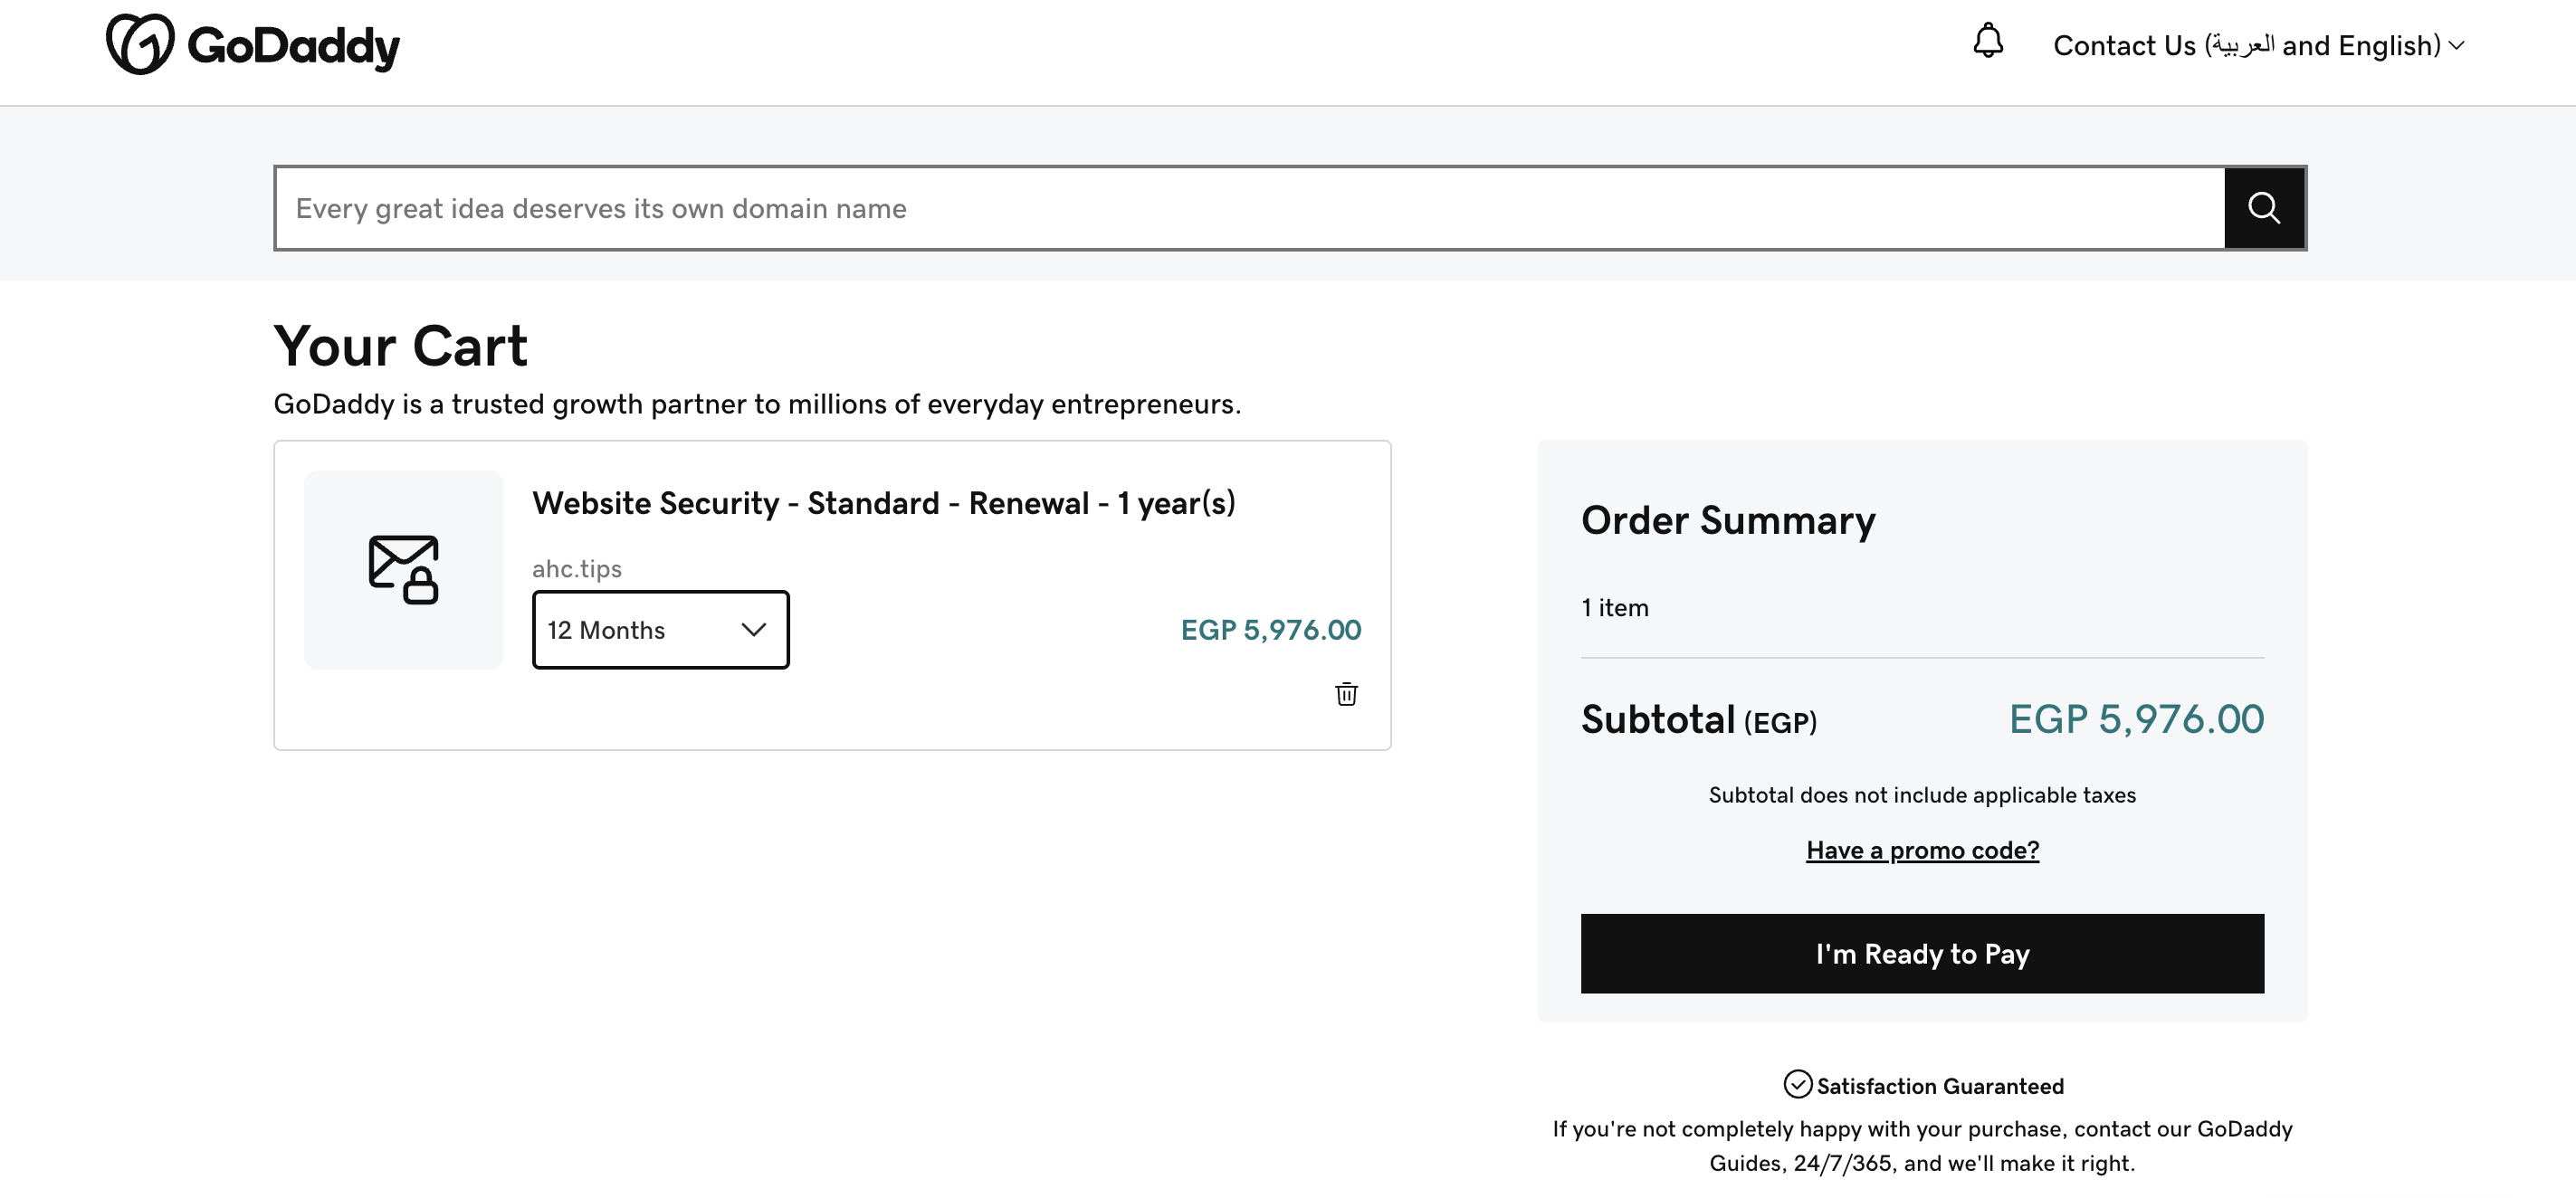 GoDaddy
Contact Us (العربية and English)
Every great idea deserves its own domain name
Your Cart
GoDaddy is a trusted growth partner to millions of everyday entrepreneurs.
Website Security - Standard - Renewal - 1 year(s)
ahc.tips
12 Months
EGP 5,976.00
Order Summary
1 item
Subtotal (EGP) EGP 5,976.00
Subtotal does not include applicable taxes
Have a promo code?
I'm Ready to Pay
Satisfaction Guaranteed
If you're not completely happy with your purchase, contact our GoDaddy
Guides, 24/7/365, and we'll make it right.